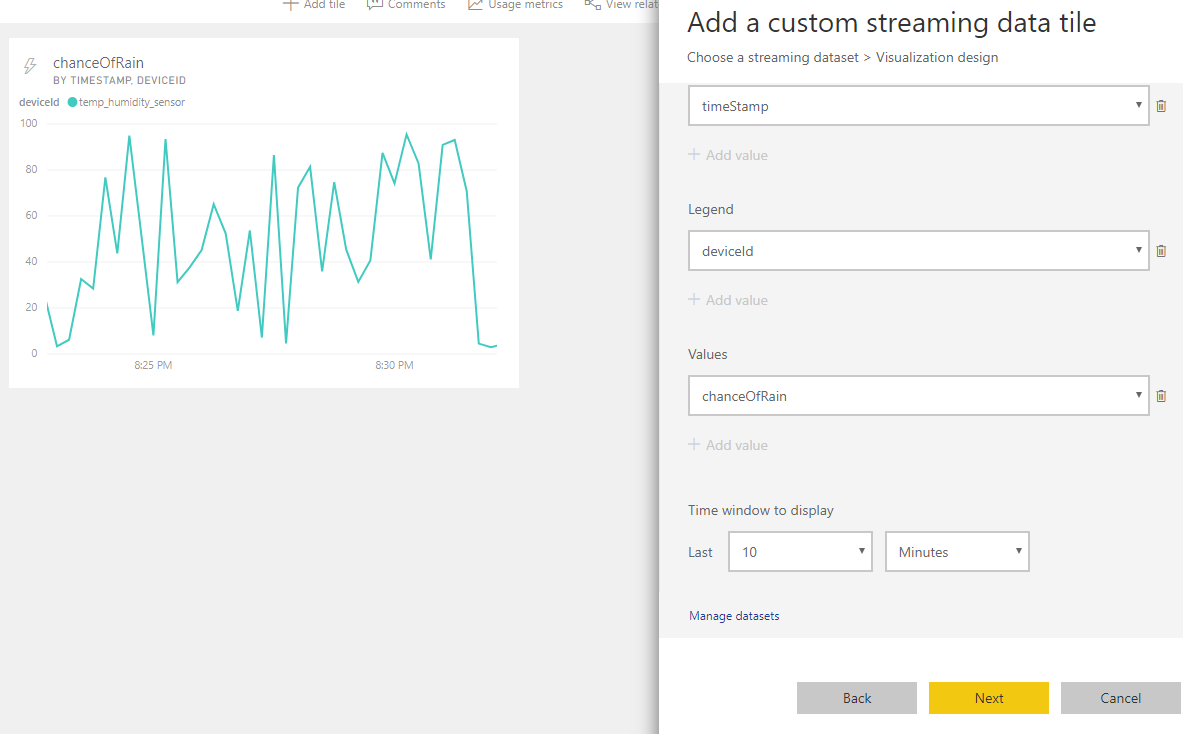 Add tile
Comments
Usage metrics
View relat
chanceOfRain
BY TIMESTAMP, DEVICEID
deviceId temp_humidity_sensor
100
80
60
40
20
0
8:25 PM 8:30 PM
Add a custom streaming data tile
Choose a streaming dataset > Visualization design
timeStamp
+ Add value
Legend
deviceId
+ Add value
Values
chanceOfRain
+ Add value
Time window to display
Last 10 Minutes
Manage datasets
Back Next Cancel